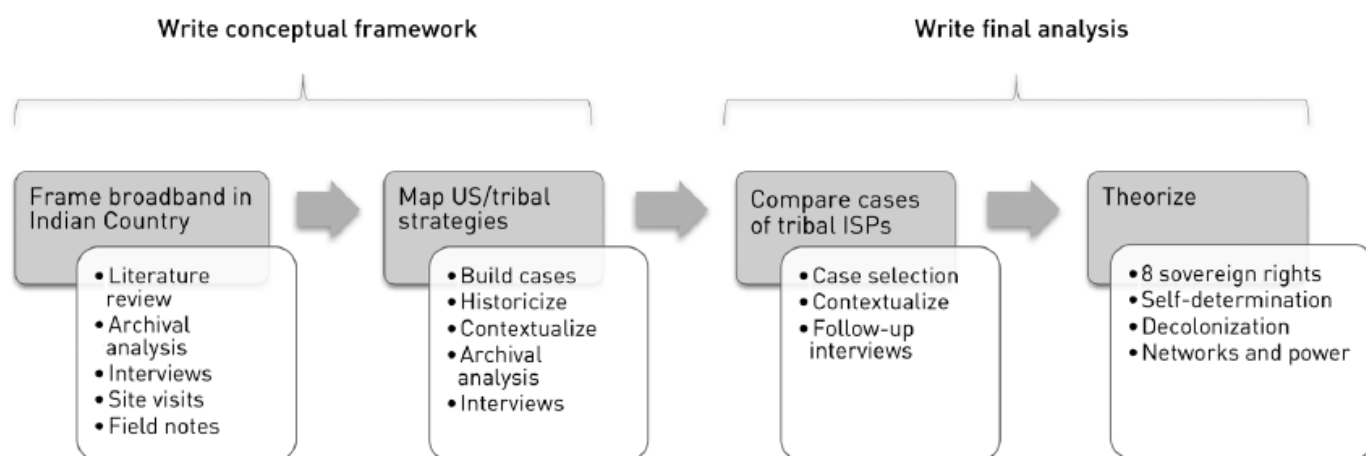 Write conceptual framework
Write final analysis
Frame broadband in
Indian Country
• Literature
review
• Archival
analysis
• Interviews
• Site visits
• Field notes
Map US/tribal
strategies
• Build cases
• Historicize
• Contextualize
• Archival
analysis
• Interviews
Compare cases
of tribal ISPs
• Case selection
• Contextualize
• Follow-up
interviews
Theorize
• 8 sovereign rights
• Self-determination
• Decolonization
• Networks and power